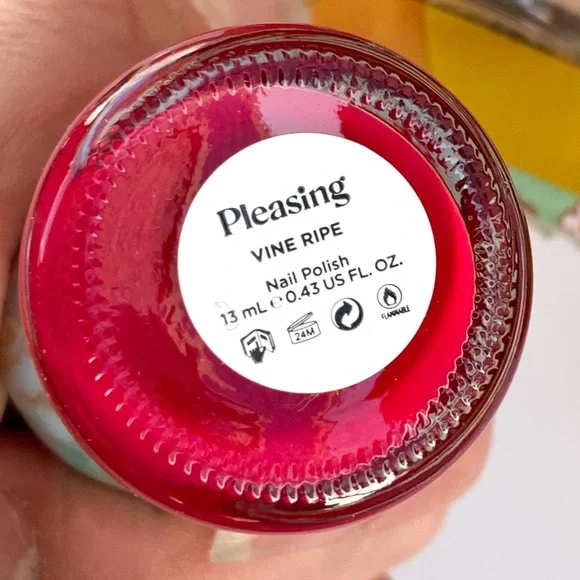 Pleasing
VINE RIPE
Nail Polish
13 mL ℮ 0.43 US FL. OZ.
24M
FLAMMABLE